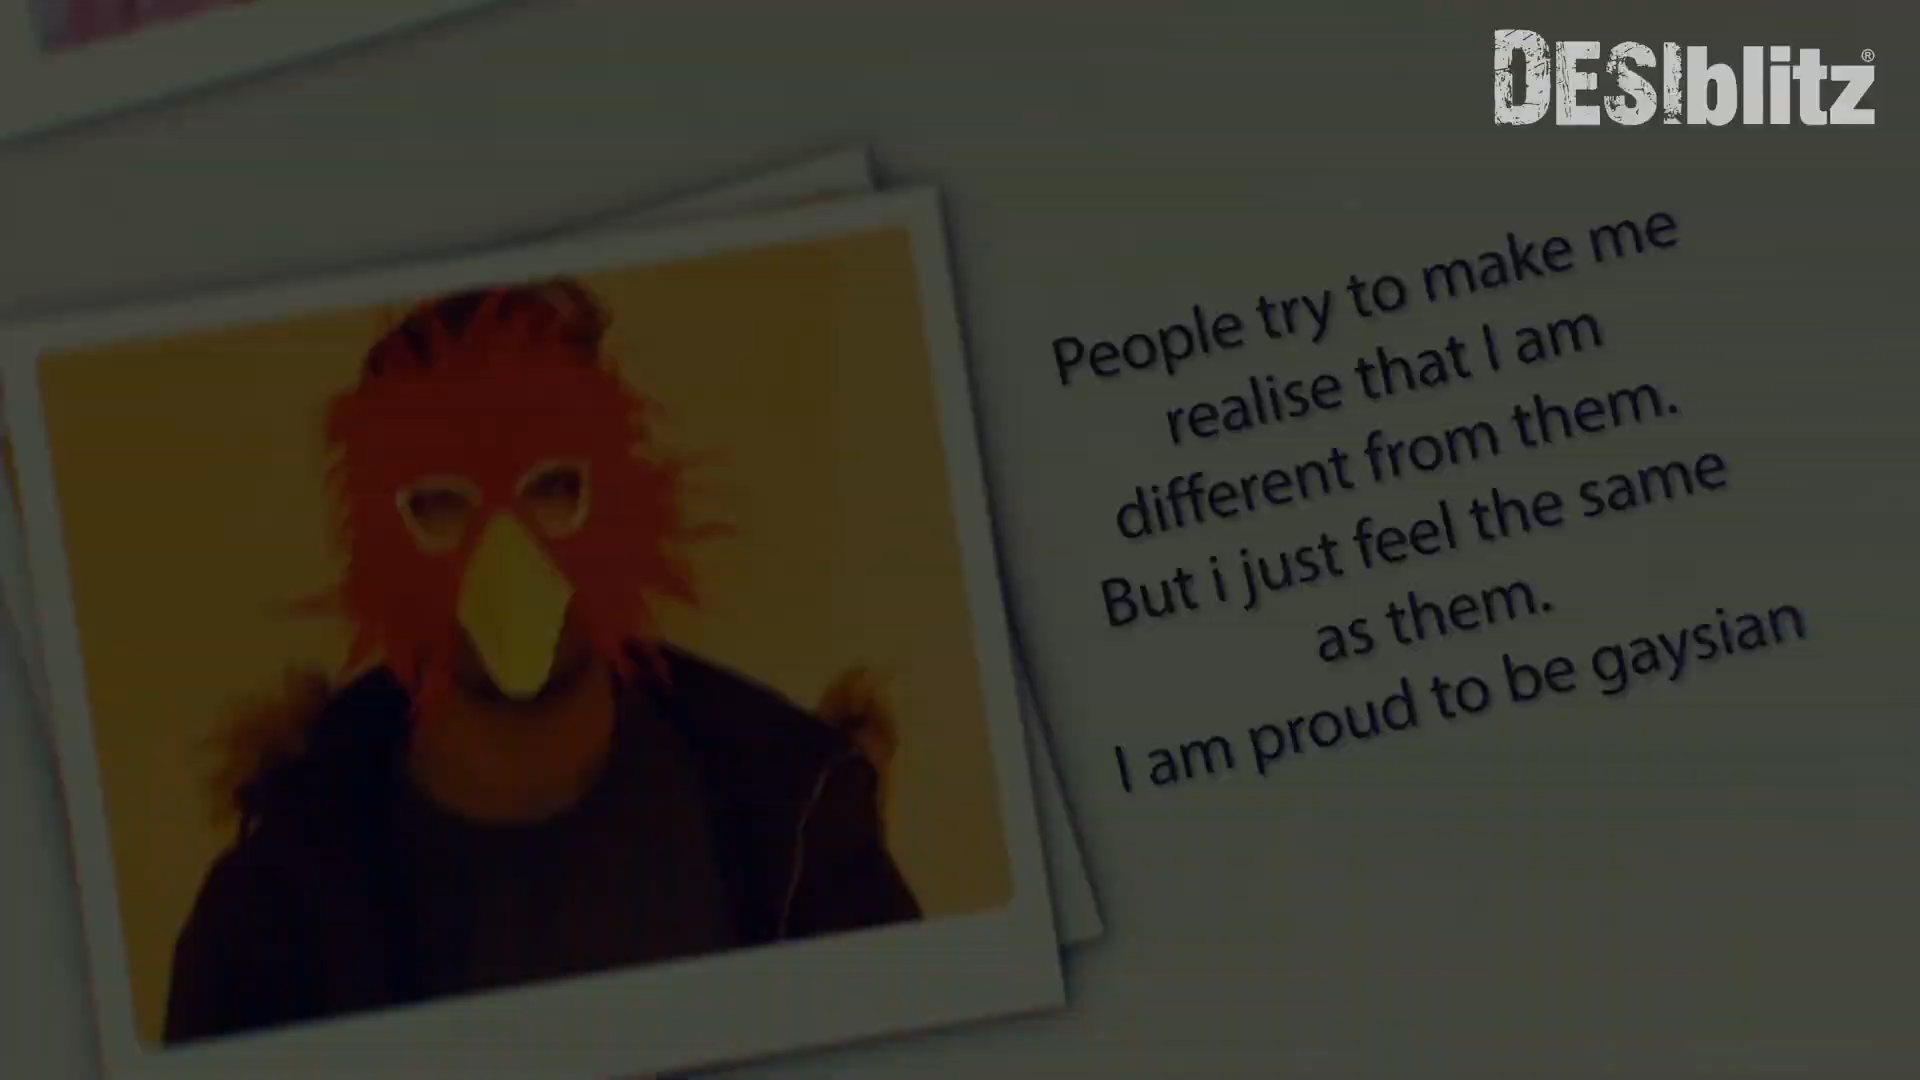 DESIblitz®
People try to make me
realise that I am
different from them.
But i just feel the same
as them.
I am proud to be gaysian